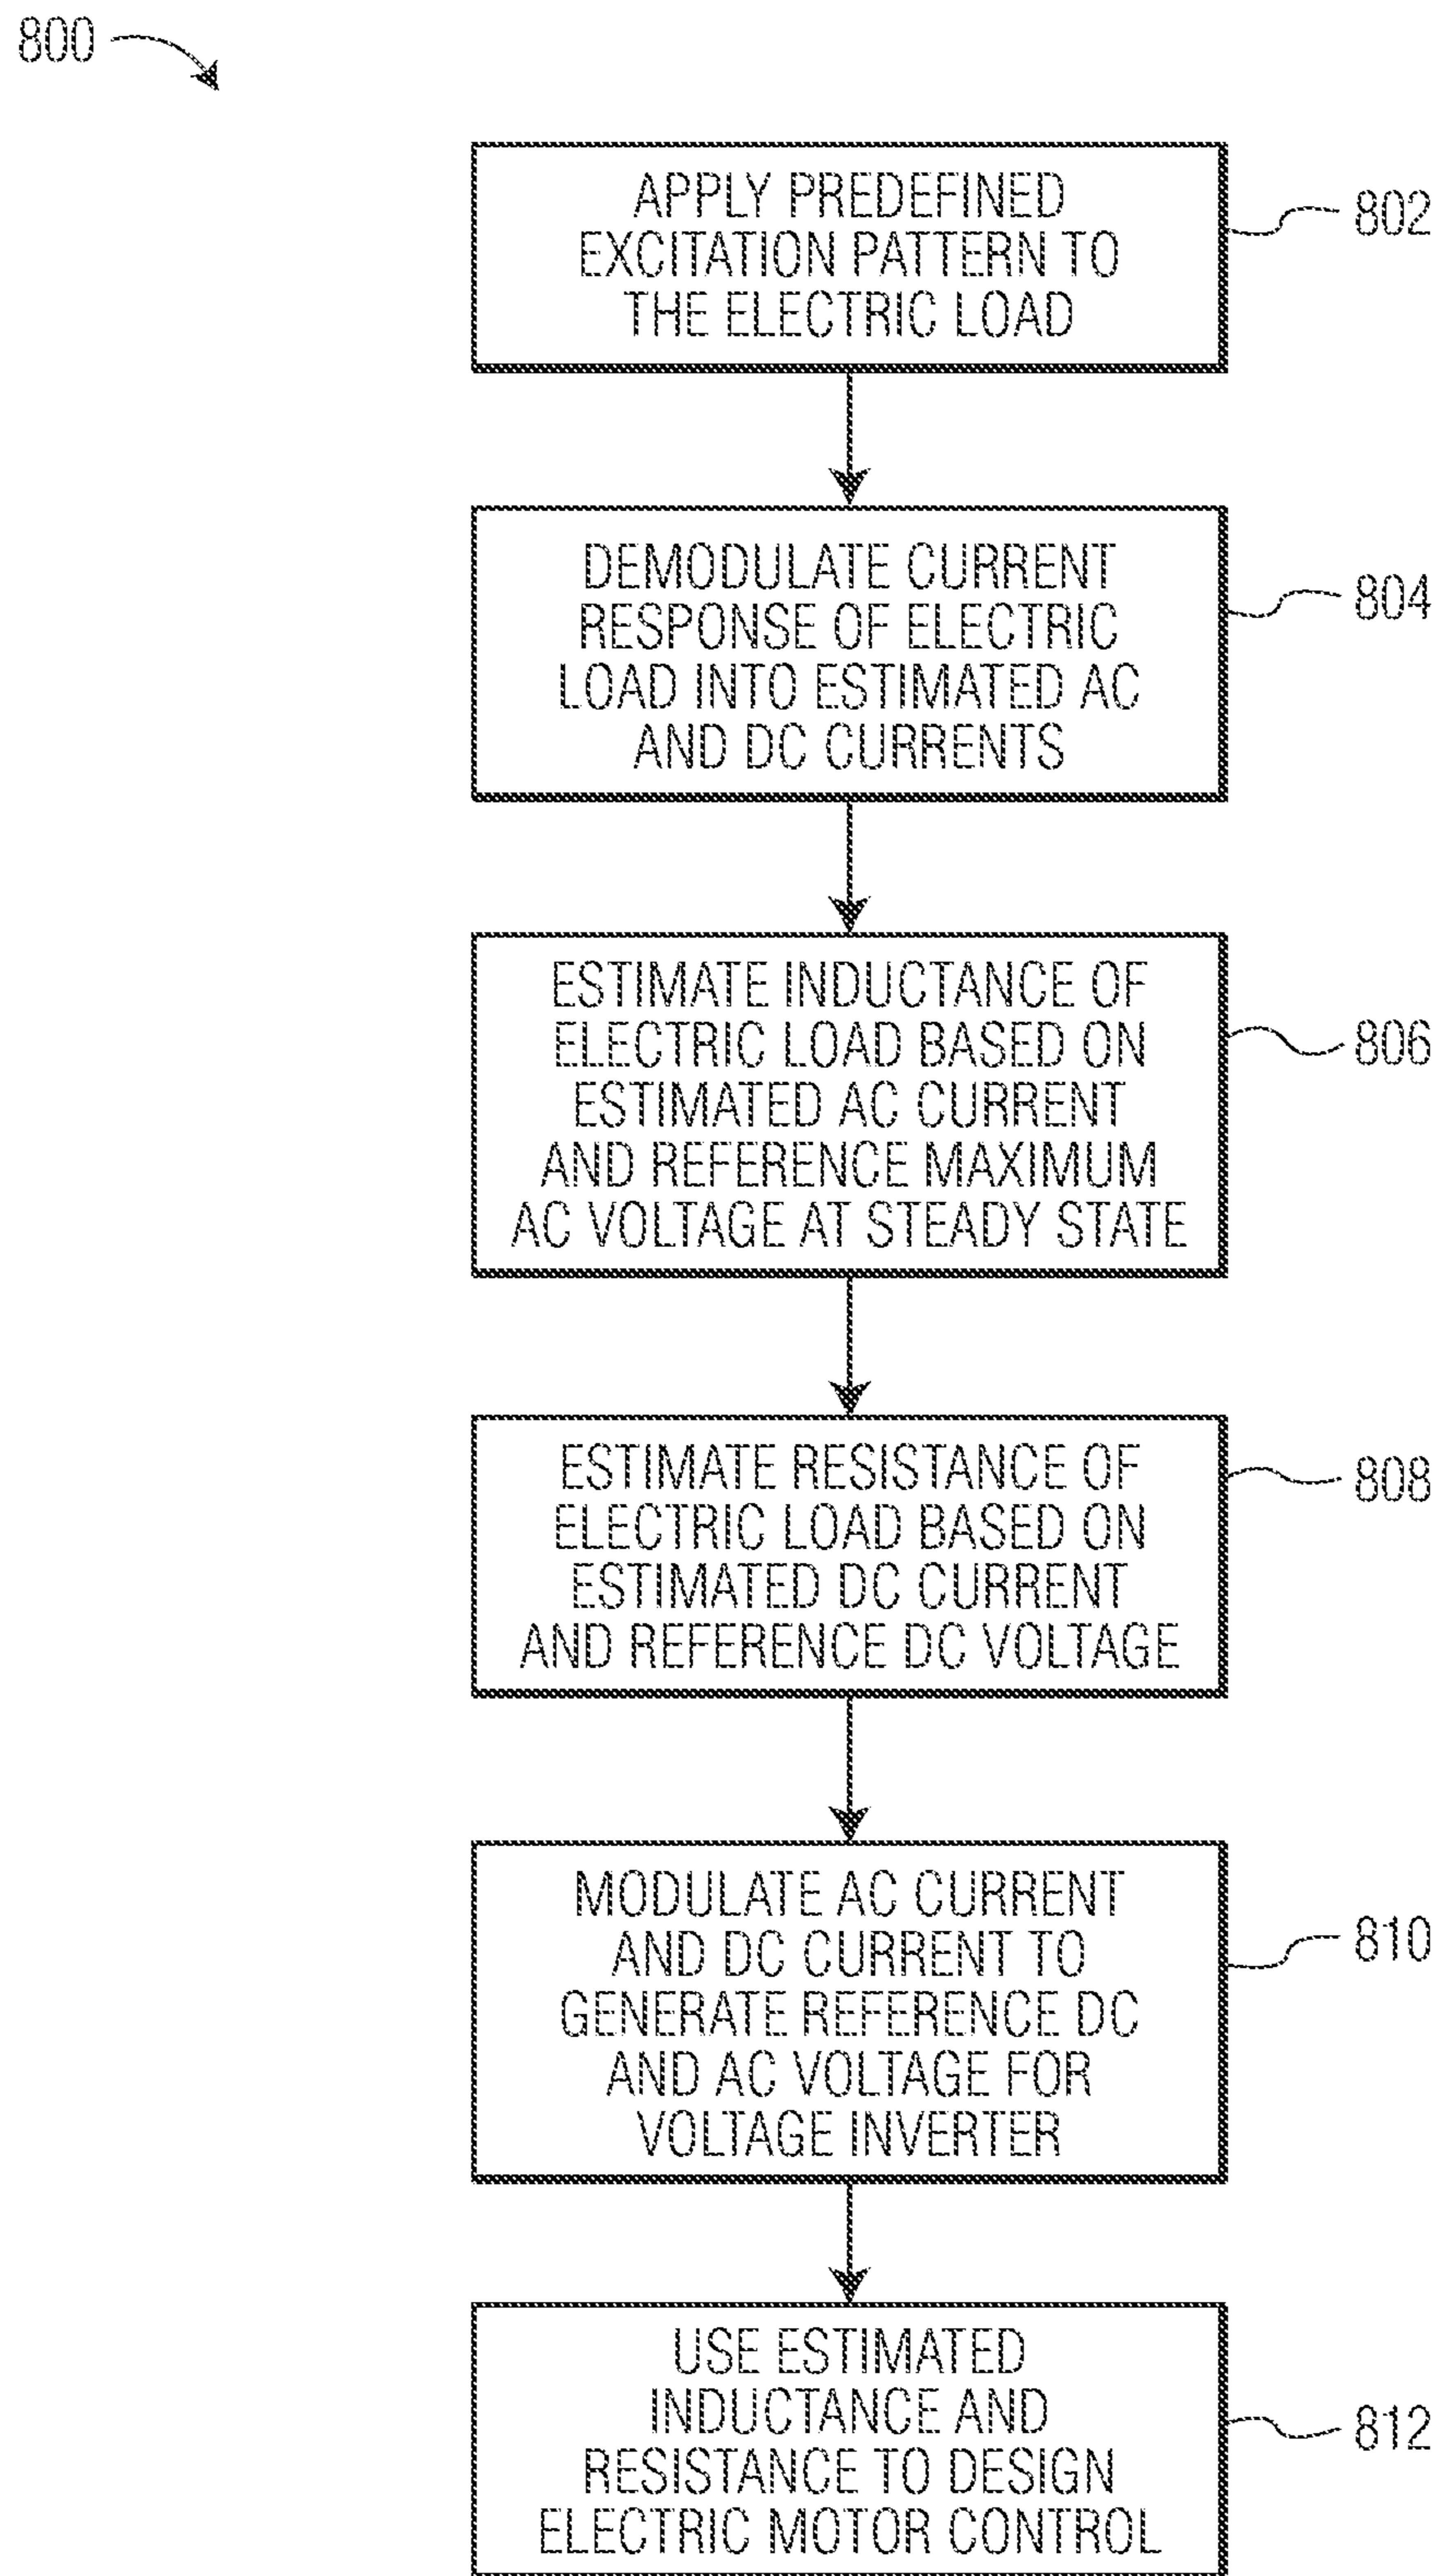 800
APPLY PREDEFINED
EXCITATION PATTERN TO
THE ELECTRIC LOAD
802
DEMODULATE CURRENT
RESPONSE OF ELECTRIC
LOAD INTO ESTIMATED AC
AND DC CURRENTS
804
ESTIMATE INDUCTANCE OF
ELECTRIC LOAD BASED ON
ESTIMATED AC CURRENT
AND REFERENCE MAXIMUM
AC VOLTAGE AT STEADY STATE
806
ESTIMATE RESISTANCE OF
ELECTRIC LOAD BASED ON
ESTIMATED DC CURRENT
AND REFERENCE DC VOLTAGE
808
MODULATE AC CURRENT
AND DC CURRENT TO
GENERATE REFERENCE DC
AND AC VOLTAGE FOR
VOLTAGE INVERTER
810
USE ESTIMATED
INDUCTANCE AND
RESISTANCE TO DESIGN
ELECTRIC MOTOR CONTROL
812